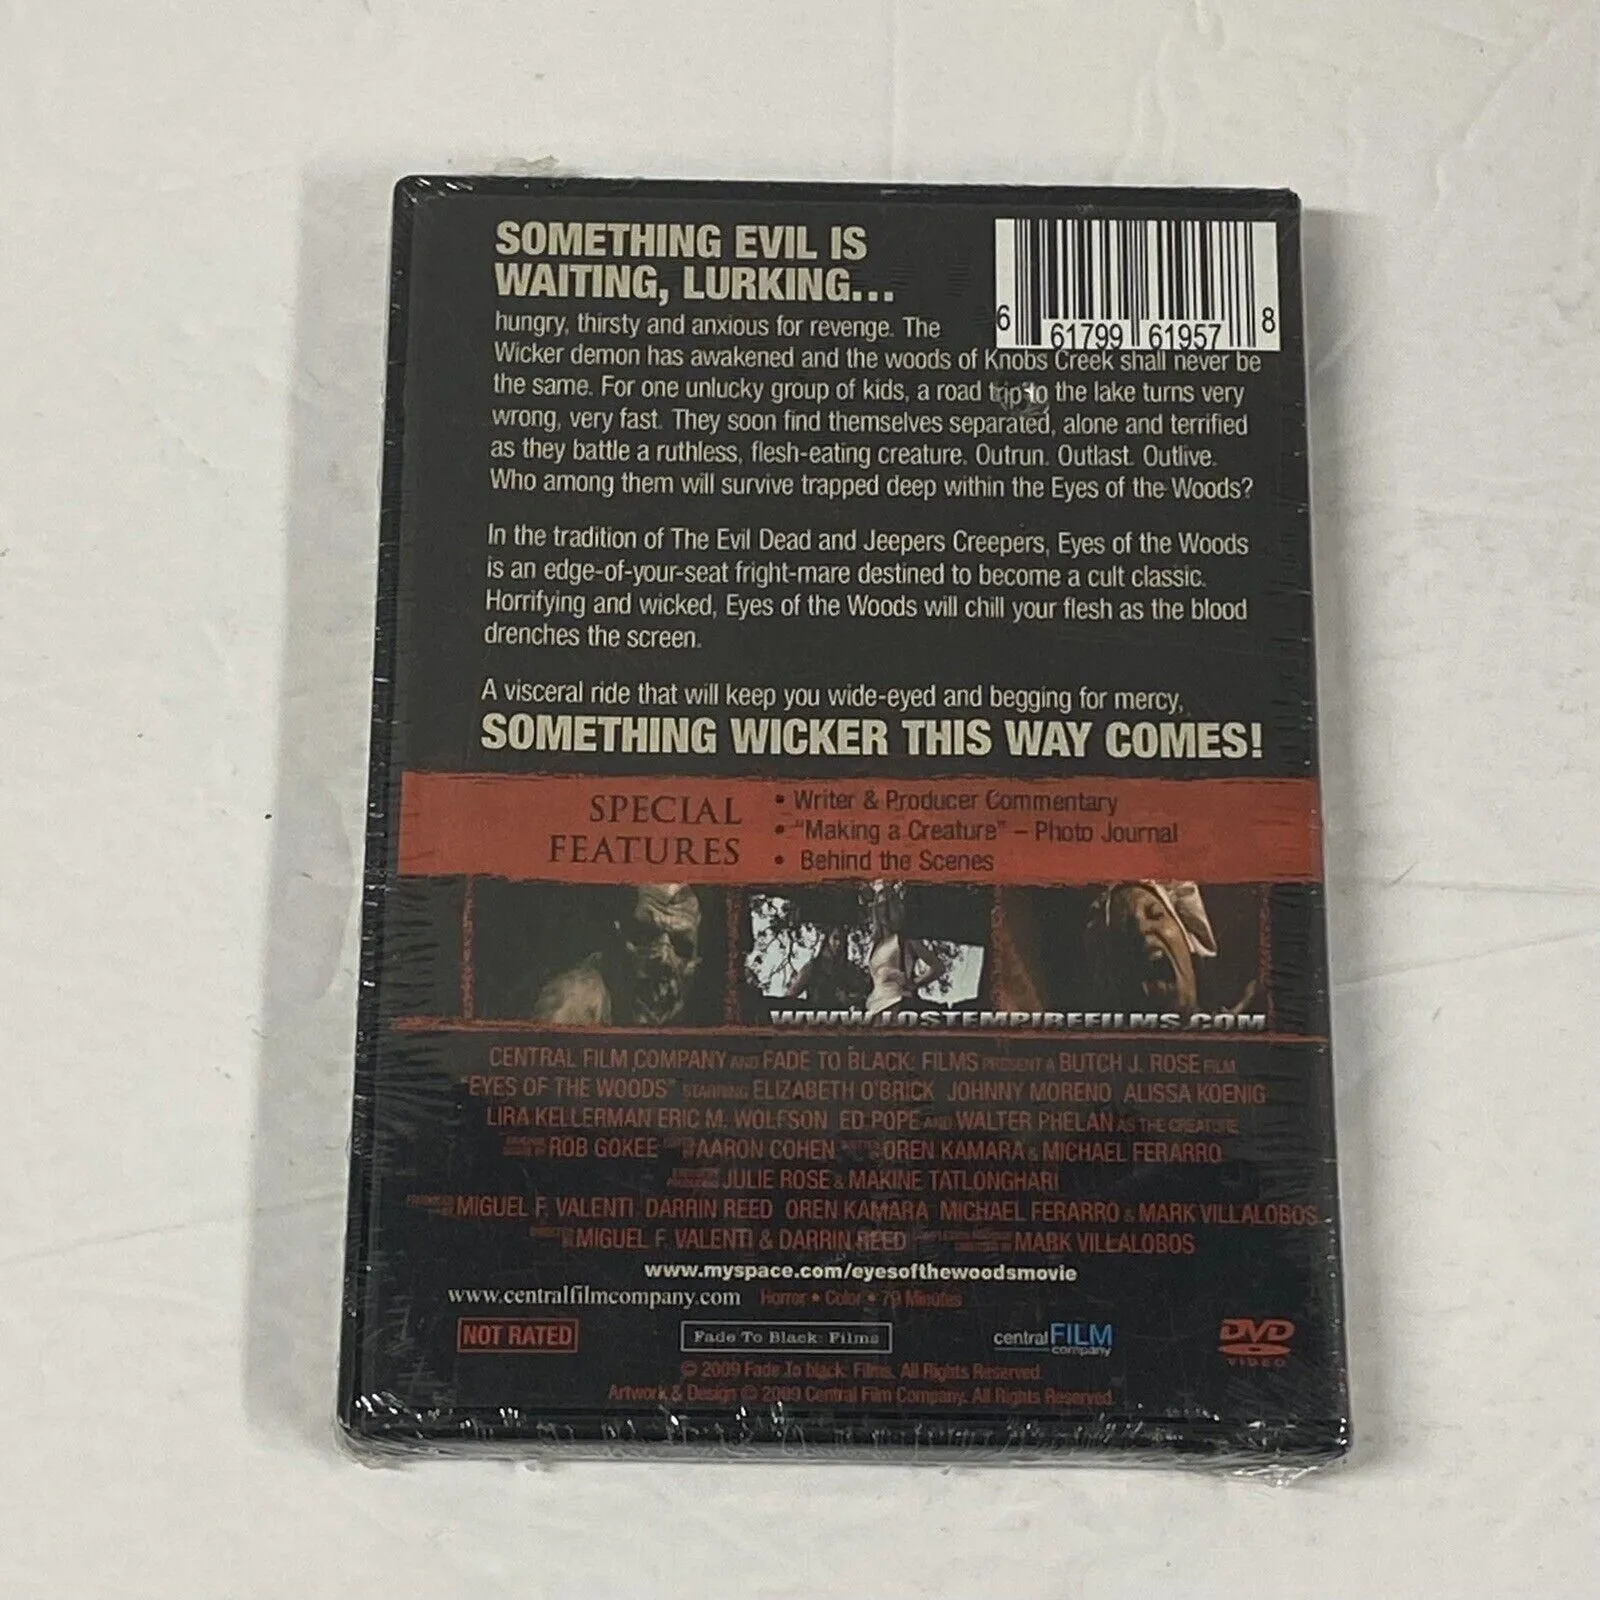 SOMETHING EVIL IS
WAITING, LURKING...
hungry, thirsty and anxious for revenge. The
Wicker demon has awakened and the woods of Knobs Creek shall never be
the same. For one unlucky group of kids, a road trip to the lake turns very
wrong, very fast. They soon find themselves separated, alone and terrified
as they battle a ruthless, flesh-eating creature. Outrun. Outlast. Outlive.
Who among them will survive trapped deep within the Eyes of the Woods?
6 61799 61957 8
In the tradition of The Evil Dead and Jeepers Creepers, Eyes of the Woods
is an edge-of-your-seat fright-mare destined to become a cult classic.
Horrifying and wicked, Eyes of the Woods will chill your flesh as the blood
drenches the screen.
A visceral ride that will keep you wide-eyed and begging for mercy,
SOMETHING WICKER THIS WAY COMES!
SPECIAL
FEATURES
• Writer & Producer Commentary
• "Making a Creature" – Photo Journal
• Behind the Scenes
WWW.LOSTEMPIREFILMS.COM
CENTRAL FILM COMPANY AND FADE TO BLACK: FILMS PRESENT A BUTCH J. ROSE FILM
"EYES OF THE WOODS" STARRING ELIZABETH O'BRICK JOHNNY MORENO ALISSA KOENIG
LIRA KELLERMAN ERIC M. WOLFSON ED POPE AND WALTER PHELAN AS THE CREATURE
ROB GOKEE AARON COHEN OREN KAMARA & MICHAEL FERARRO
JULIE ROSE & MAKINE TATLONGHARI
MIGUEL F. VALENTI DARRIN REED OREN KAMARA MICHAEL FERARRO & MARK VILLALOBOS
MIGUEL F. VALENTI & DARRIN REED MARK VILLALOBOS
www.myspace.com/eyesofthewoodsmovie
www.centralfilmcompany.com Horror • Color • 79 Minutes
NOT RATED
Fade To Black: Films
central FILM
company
DVD
VIDEO
© 2009 Fade To black: Films. All Rights Reserved.
Artwork & Design © 2009 Central Film Company. All Rights Reserved.